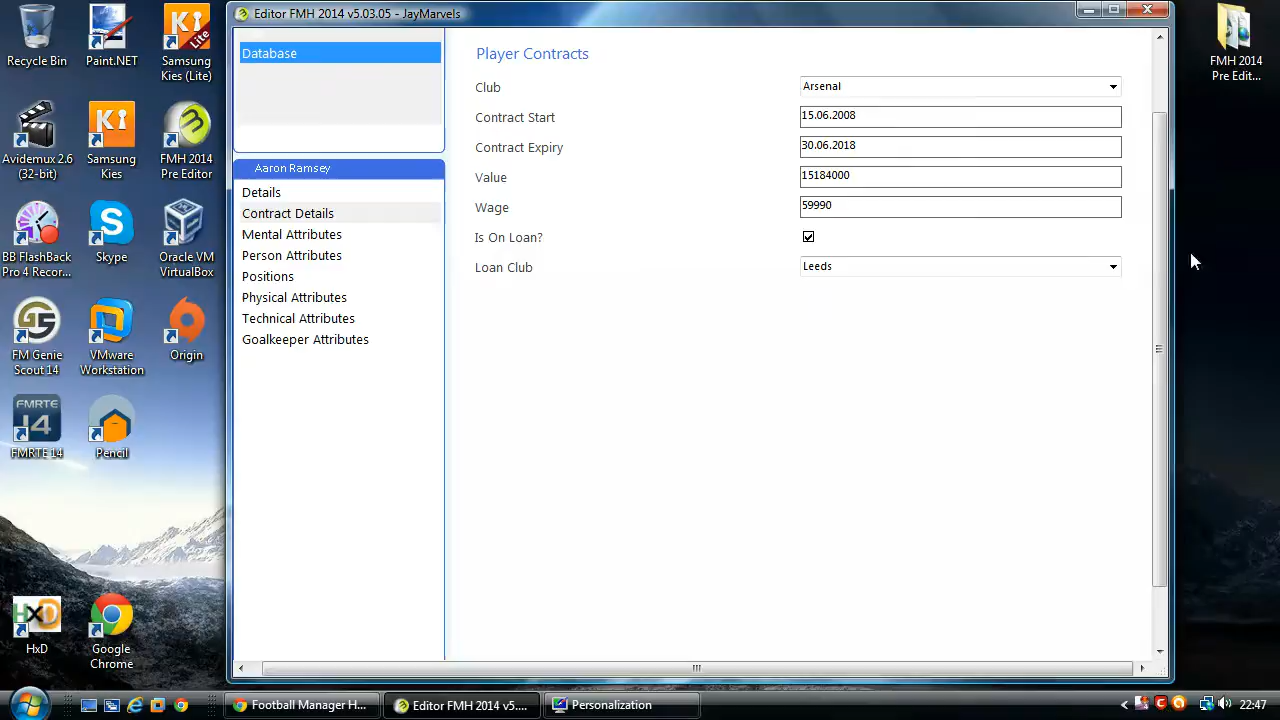 Recycle Bin
Paint.NET
Samsung
Kies (Lite)
Avidemux 2.6
(32-bit)
Samsung
Kies
FMH 2014
Pre Editor
BB FlashBack
Pro 4 Recor...
Skype
Oracle VM
VirtualBox
FM Genie
Scout 14
VMware
Workstation
Origin
FMRTE
14
FMRTE 14
Pencil
HxD
Google
Chrome
Editor FMH 2014 v5.03.05 - JayMarvels
Database
Aaron Ramsey
Details
Contract Details
Mental Attributes
Person Attributes
Positions
Physical Attributes
Technical Attributes
Goalkeeper Attributes
Player Contracts
Club Arsenal
Contract Start 15.06.2008
Contract Expiry 30.06.2018
Value 15184000
Wage 59990
Is On Loan?
Loan Club Leeds
FMH 2014
Pre Edit...
Football Manager H...
Editor FMH 2014 v5....
Personalization
22:47